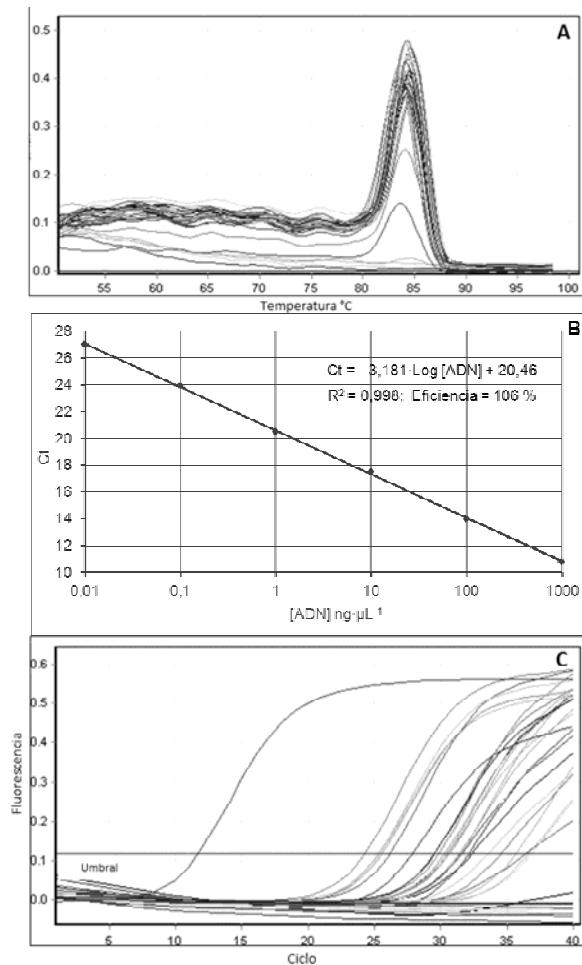 A
0.5
0.4
0.3
0.2
0.1
0.0
55 60 65 70 75 80 85 90 95 100
Temperatura °C
B
28
26
24
22
20
18
16
14
12
10
Ct = 3,181·Log [ADN] + 20,46
R² = 0,998; Eficiencia = 106 %
Ct
0,01 0,1 1 10 100 1000
[ADN] ng·µL ¹
C
0.6
0.5
0.4
0.3
0.2
0.1
0.0
Fluorescencia
Umbral
5 10 15 20 25 30 35 40
Ciclo